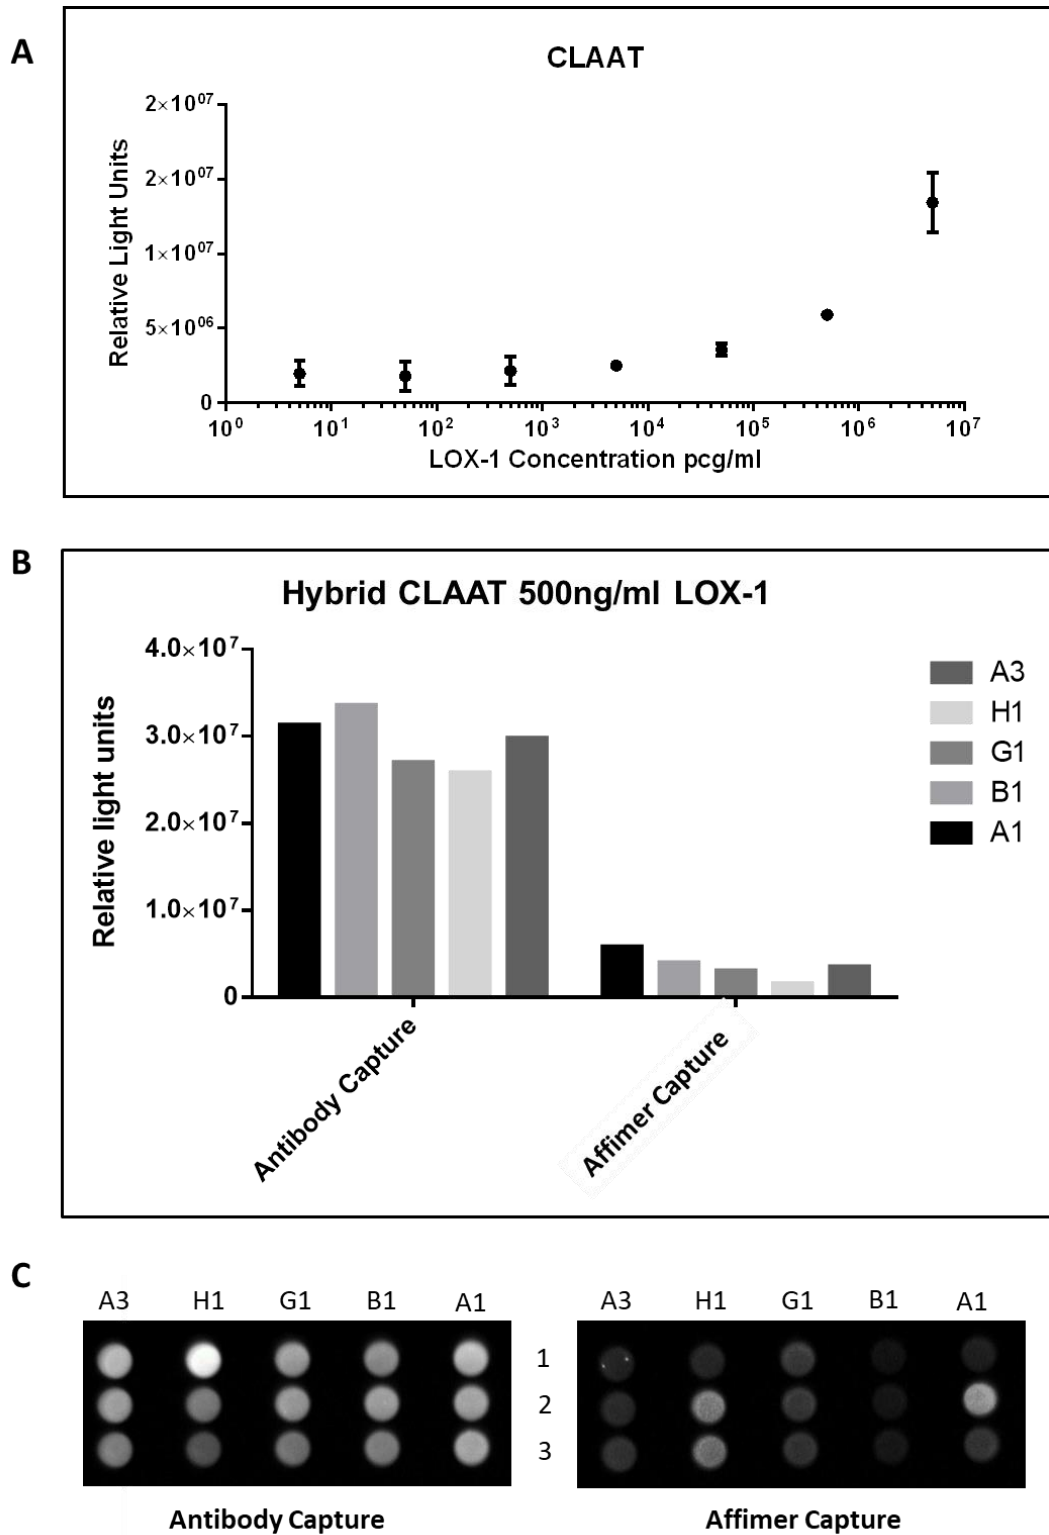 A
CLAAT
2×10⁰⁷
2×10⁰⁷
1×10⁰⁷
5×10⁰⁶
0
Relative Light Units
10⁰ 10¹ 10² 10³ 10⁴ 10⁵ 10⁶ 10⁷
LOX-1 Concentration pcg/ml
B
Hybrid CLAAT 500ng/ml LOX-1
4.0×10⁷
3.0×10⁷
2.0×10⁷
1.0×10⁷
0
Relative light units
A3
H1
G1
B1
A1
Antibody Capture
Affimer Capture
C
A3 H1 G1 B1 A1
A3 H1 G1 B1 A1
1
2
3
Antibody Capture
Affimer Capture